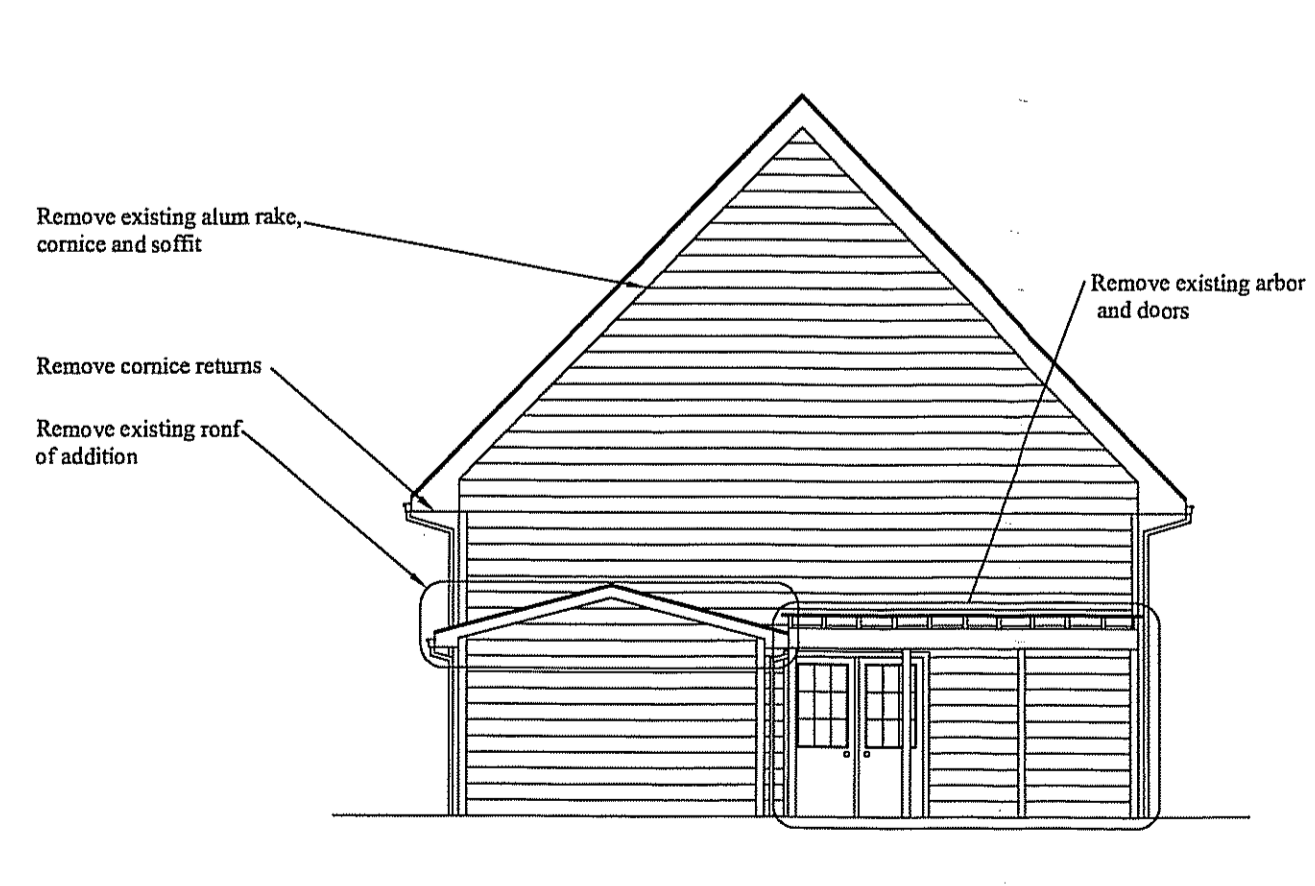 Remove existing alum rake,
cornice and soffit
Remove existing arbor
and doors
Remove cornice returns
Remove existing ronf
of addition